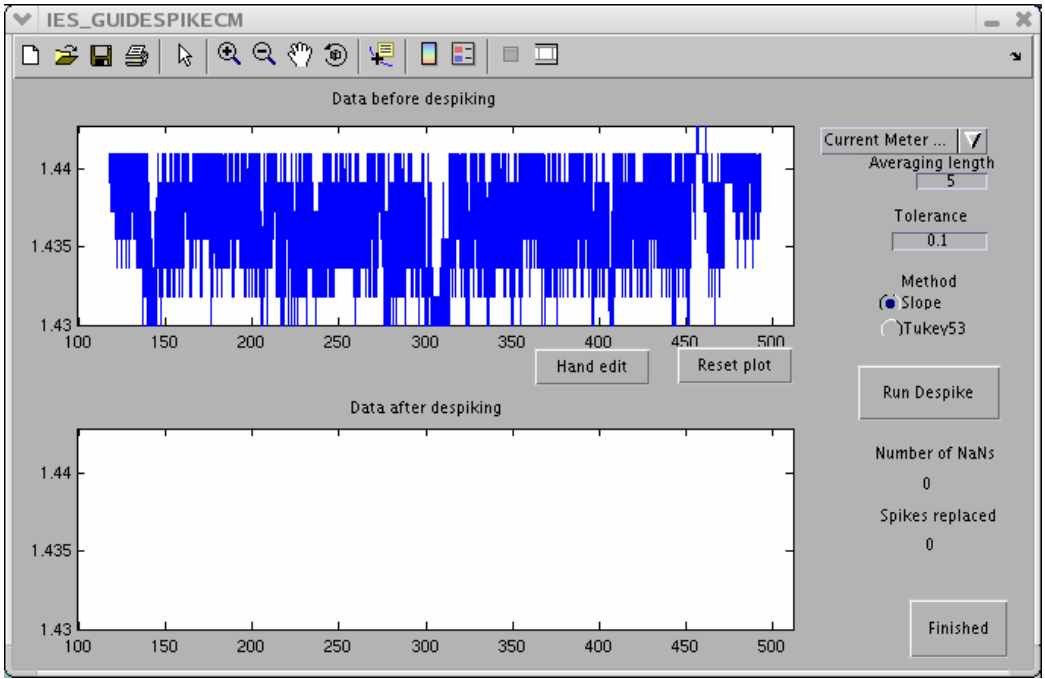 IES_GUIDESPIKECM
Data before despiking
1.44
1.435
1.43
100 150 200 250 300 350 400 450 500
Hand edit
Reset plot
Data after despiking
1.44
1.435
1.43
100 150 200 250 300 350 400 450 500
Current Meter ...
Averaging length
5
Tolerance
0.1
Method
Slope
Tukey53
Run Despike
Number of NaNs
0
Spikes replaced
0
Finished